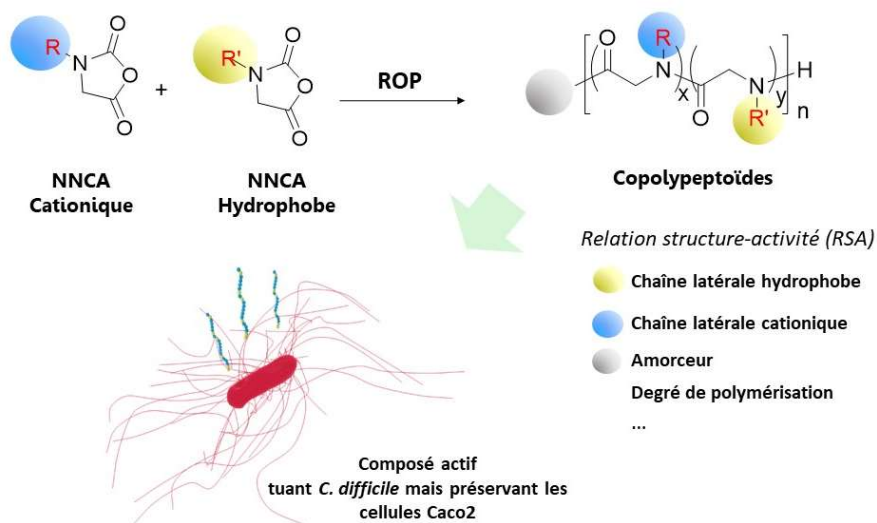 R
N
O
O
O
+
R'
N
O
O
O
ROP
O
R
N
x
O
N
y
R'
H
n
NNCA
Cationique
NNCA
Hydrophobe
Copolypeptoïdes
Relation structure-activité (RSA)
Chaîne latérale hydrophobe
Chaîne latérale cationique
Amorceur
Degré de polymérisation
...
Composé actif
tuant C. difficile mais préservant les
cellules Caco2